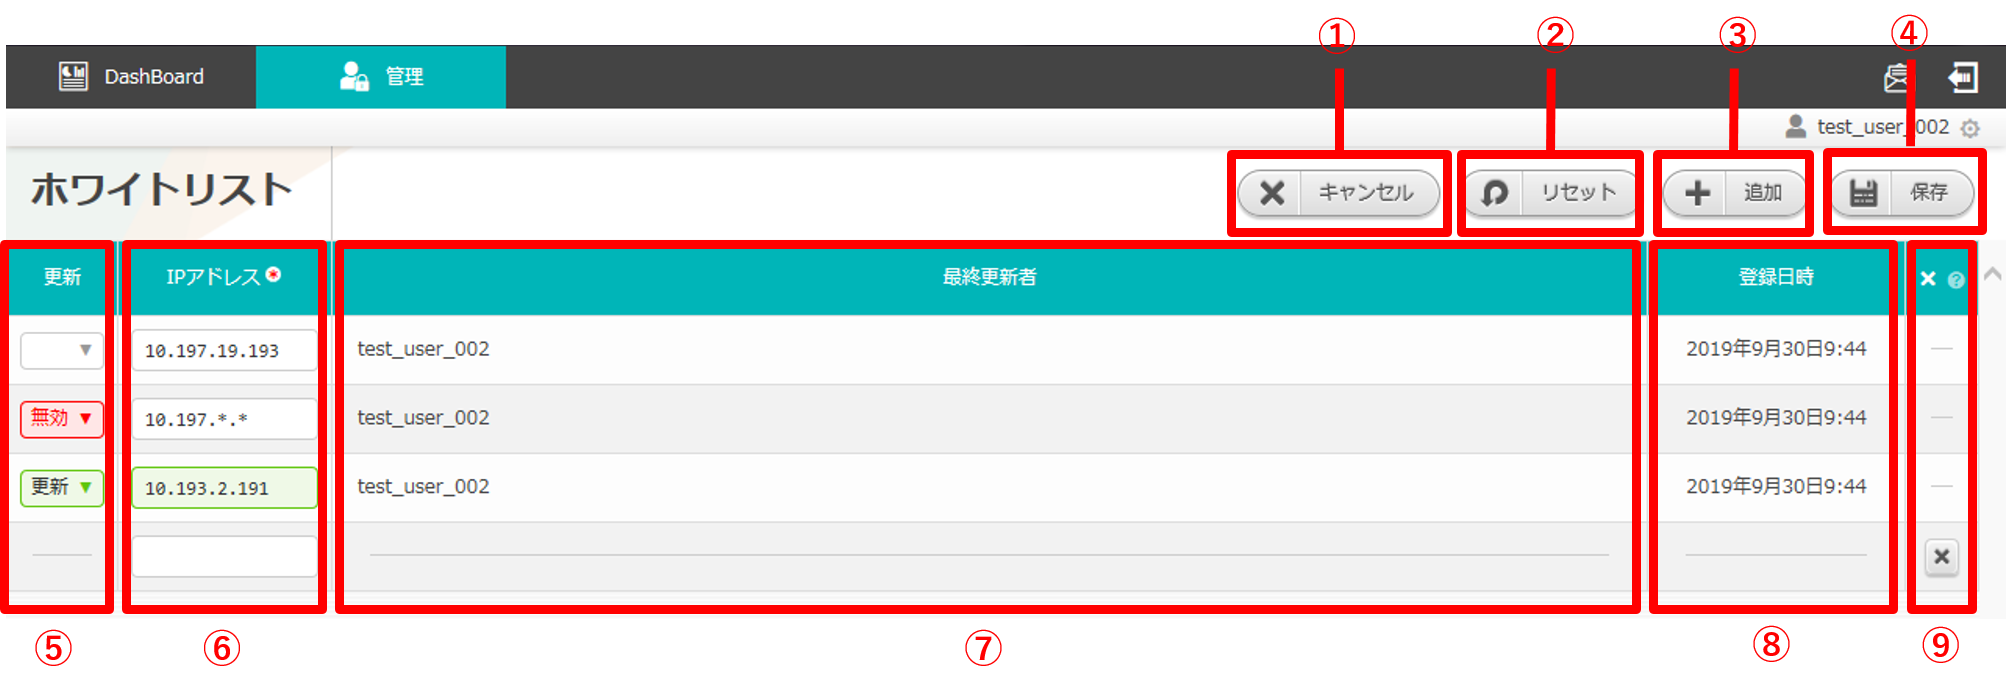 ① ② ③ ④
DashBoard 管理
test_user_002
ホワイトリスト キャンセル リセット 追加 保存
更新 IPアドレス 最終更新者 登録日時
10.197.19.193 test_user_002 2019年9月30日9:44
無効 10.197.*.* test_user_002 2019年9月30日9:44
更新 10.193.2.191 test_user_002 2019年9月30日9:44
⑤ ⑥ ⑦ ⑧ ⑨